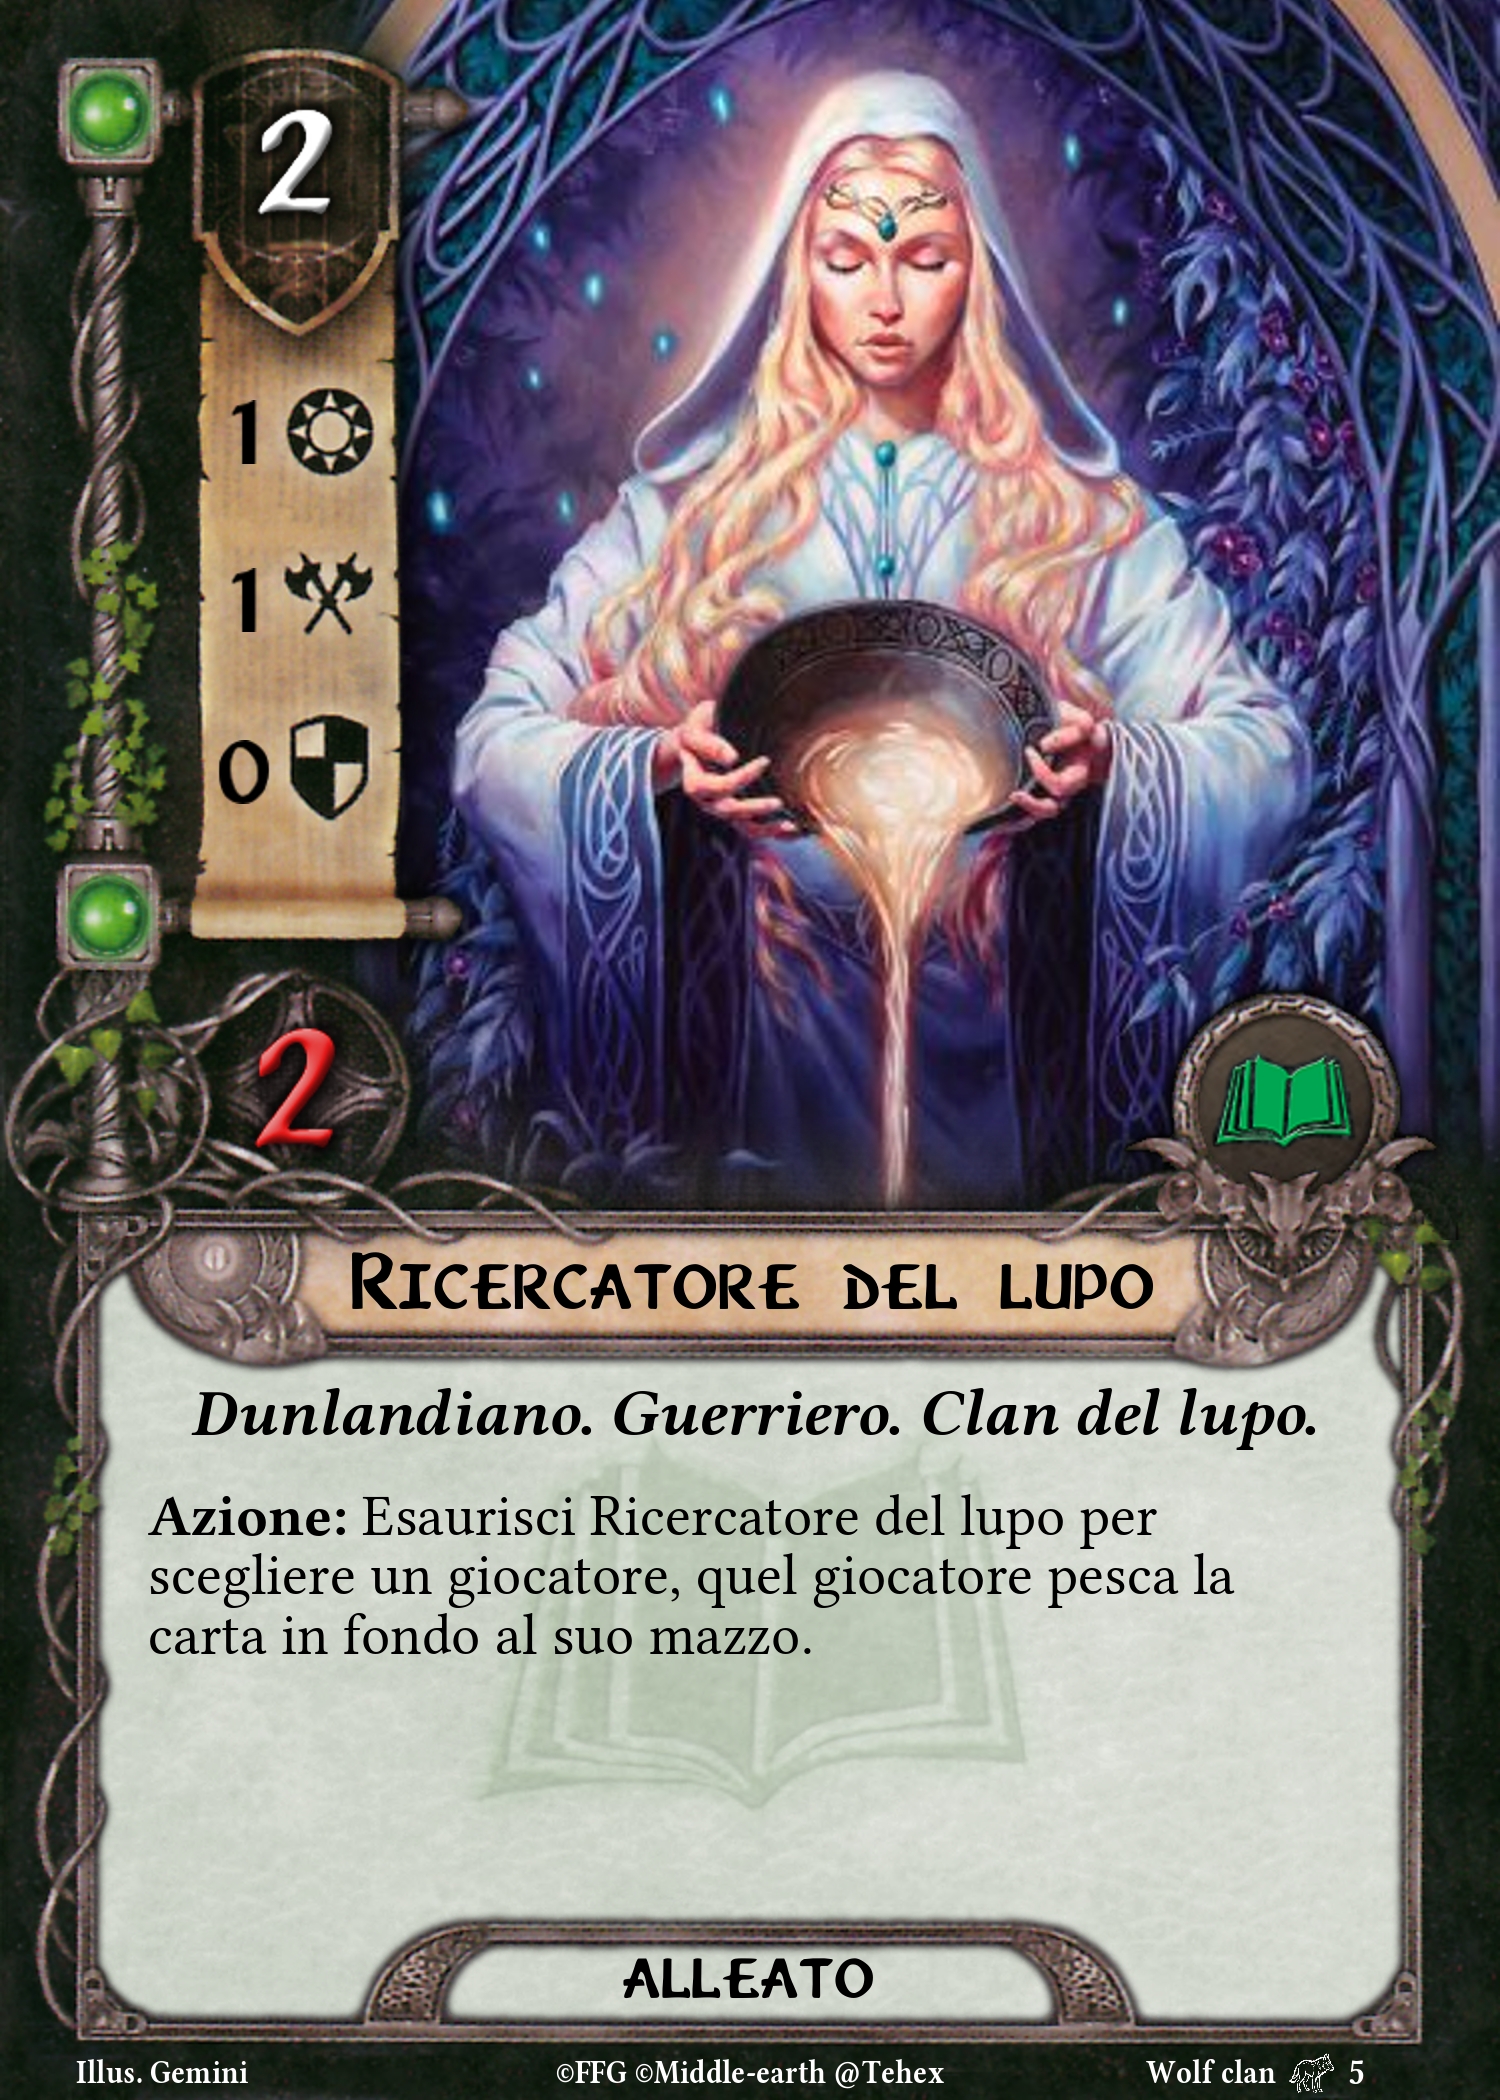 2
1
1
0
2
Ricercatore del lupo
Dunlandiano. Guerriero. Clan del lupo.
Azione: Esaurisci Ricercatore del lupo per
scegliere un giocatore, quel giocatore pesca la
carta in fondo al suo mazzo.
ALLEATO
Illus. Gemini
©FFG ©Middle-earth @Tehex
Wolf clan 5